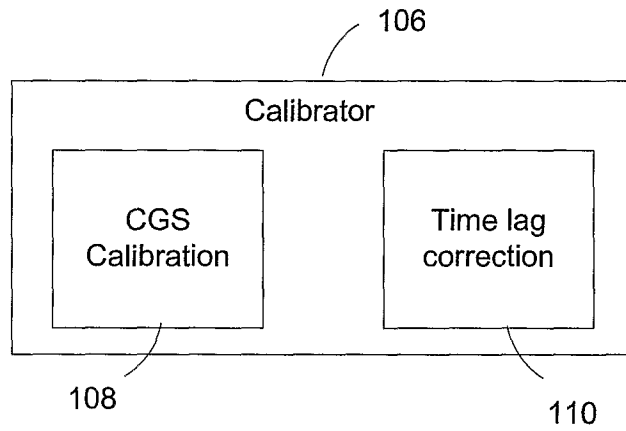 106
Calibrator
CGS
Calibration
Time lag
correction
108
110